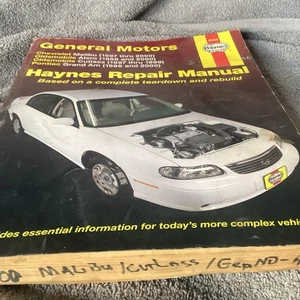 General Motors
Chevrolet Malibu (1997 thru 2000)
Oldsmobile Alero (1999 and 2000)
Oldsmobile Cutlass (1997 thru 1999)
Pontiac Grand Am (1999 and 2000)
Haynes
Haynes Repair Manual
Based on a complete teardown and rebuild
des essential information for today's more complex vehic
MALIBU/CUTLASS/GRAND-